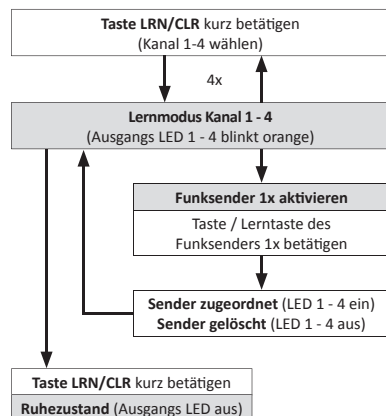 Taste LRN/CLR kurz betätigen
(Kanal 1-4 wählen)
4x
Lernmodus Kanal 1 - 4
(Ausgangs LED 1 - 4 blinkt orange)
Funksender 1x aktivieren
Taste / Lerntaste des
Funksenders 1x betätigen
Sender zugeordnet (LED 1 - 4 ein)
Sender gelöscht (LED 1 - 4 aus)
Taste LRN/CLR kurz betätigen
Ruhezustand (Ausgangs LED aus)